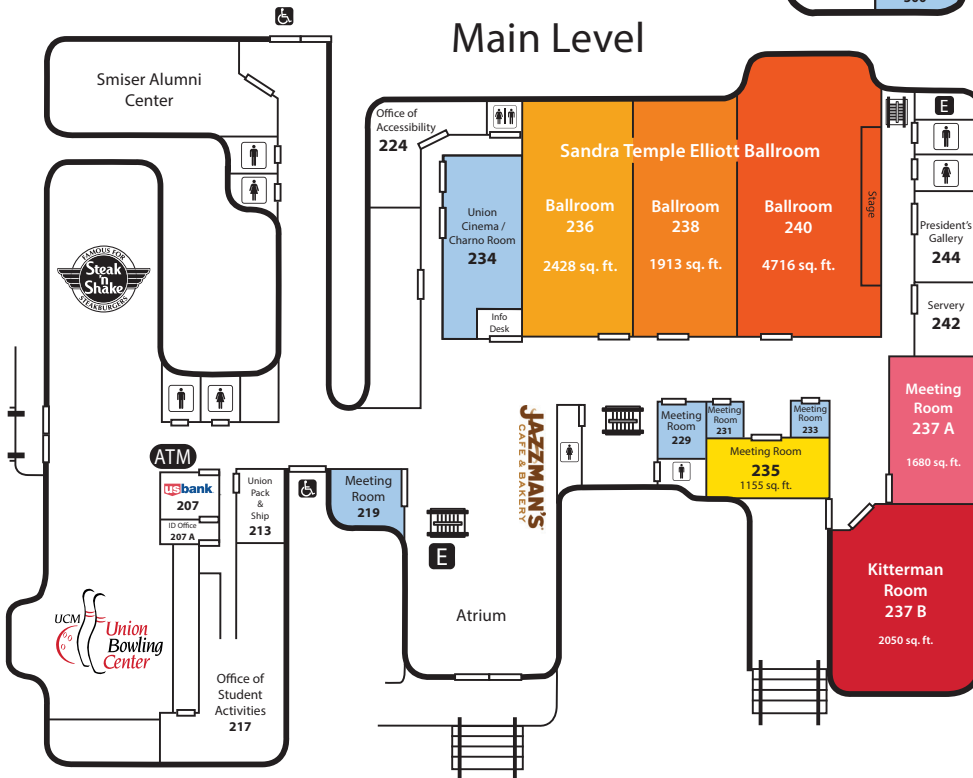 300
Main Level
Smiser Alumni
Center
Office of
Accessibility
224
E
Sandra Temple Elliott Ballroom
Union
Cinema /
Charno Room
234
Info
Desk
Ballroom
236
2428 sq. ft.
Ballroom
238
1913 sq. ft.
Ballroom
240
4716 sq. ft.
Stage
President's
Gallery
244
Servery
242
FAMOUS FOR
Steak
'n
Shake
STEAKBURGERS
Meeting
Room
237 A
1680 sq. ft.
JAZZMAN'S
CAFE & BAKERY
Meeting
Room
229
Meeting
Room
231
Meeting
Room
233
Meeting Room
235
1155 sq. ft.
ATM
usbank
207
ID Office
207 A
Union
Pack
&
Ship
213
Meeting
Room
219
E
Atrium
Kitterman
Room
237 B
2050 sq. ft.
UCM
Union
Bowling
Center
Office of
Student
Activities
217